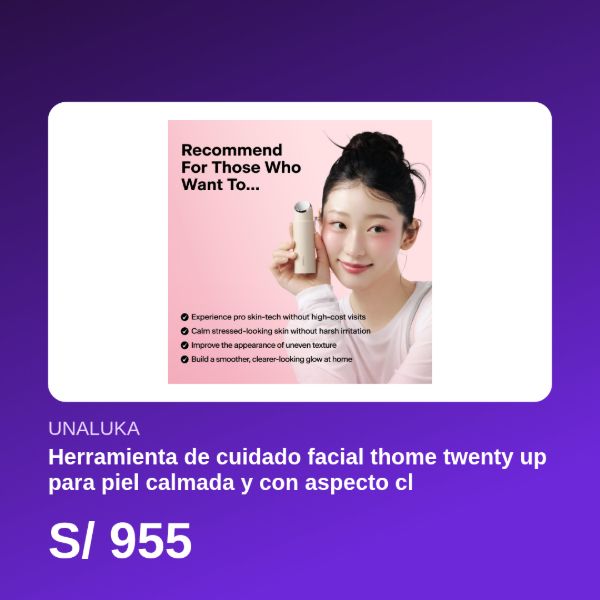 Recommend
For Those Who
Want To...
Experience pro skin-tech without high-cost visits
Calm stressed-looking skin without harsh irritation
Improve the appearance of uneven texture
Build a smoother, clearer-looking glow at home
UNALUKA
Herramienta de cuidado facial thome twenty up
para piel calmada y con aspecto cl
S/ 955